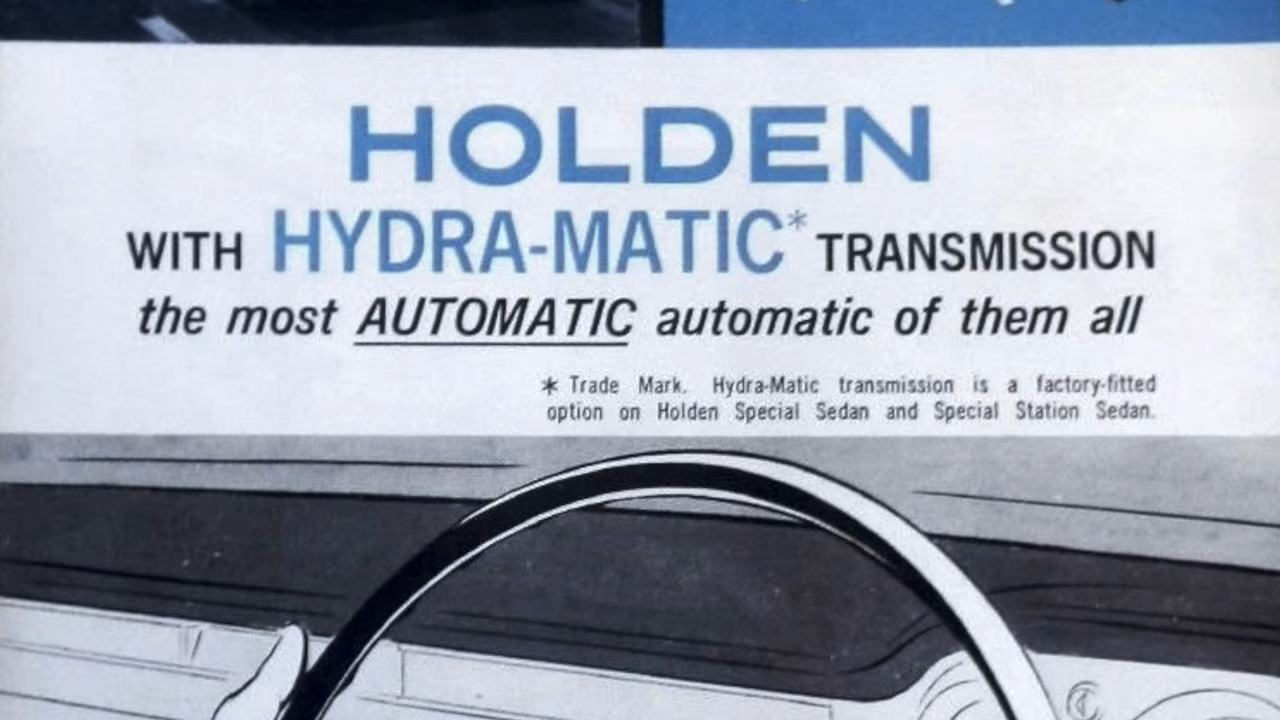 HOLDEN
WITH HYDRA-MATIC* TRANSMISSION
the most AUTOMATIC automatic of them all
* Trade Mark. Hydra-Matic transmission is a factory-fitted
option on Holden Special Sedan and Special Station Sedan.